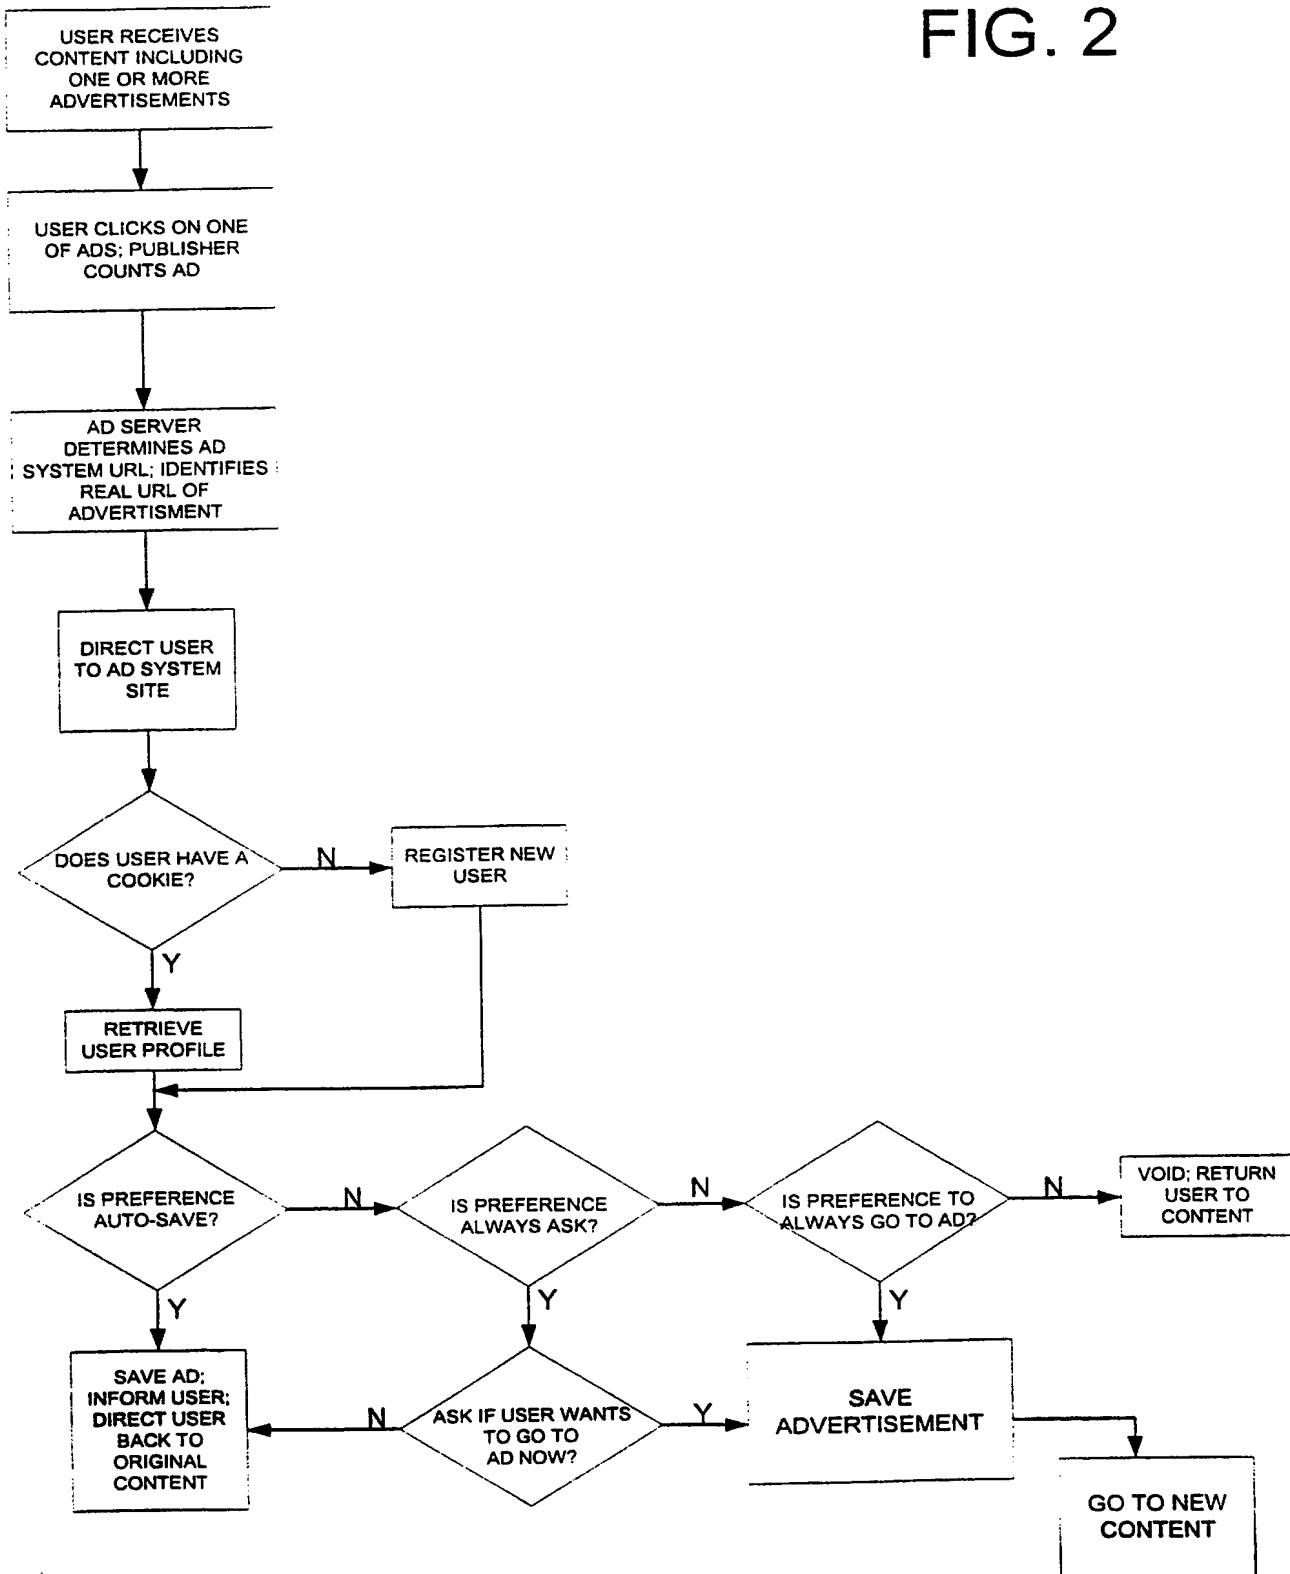 FIG. 2
USER RECEIVES
CONTENT INCLUDING
ONE OR MORE
ADVERTISEMENTS
USER CLICKS ON ONE
OF ADS; PUBLISHER
COUNTS AD
AD SERVER
DETERMINES AD
SYSTEM URL; IDENTIFIES
REAL URL OF
ADVERTISMENT
DIRECT USER
TO AD SYSTEM
SITE
DOES USER HAVE A
COOKIE?
N
REGISTER NEW
USER
Y
RETRIEVE
USER PROFILE
IS PREFERENCE
AUTO-SAVE?
N
IS PREFERENCE
ALWAYS ASK?
N
IS PREFERENCE TO
ALWAYS GO TO AD?
N
VOID; RETURN
USER TO
CONTENT
Y
Y
Y
SAVE AD;
INFORM USER;
DIRECT USER
BACK TO
ORIGINAL
CONTENT
N
ASK IF USER WANTS
TO GO TO
AD NOW?
Y
SAVE
ADVERTISEMENT
GO TO NEW
CONTENT